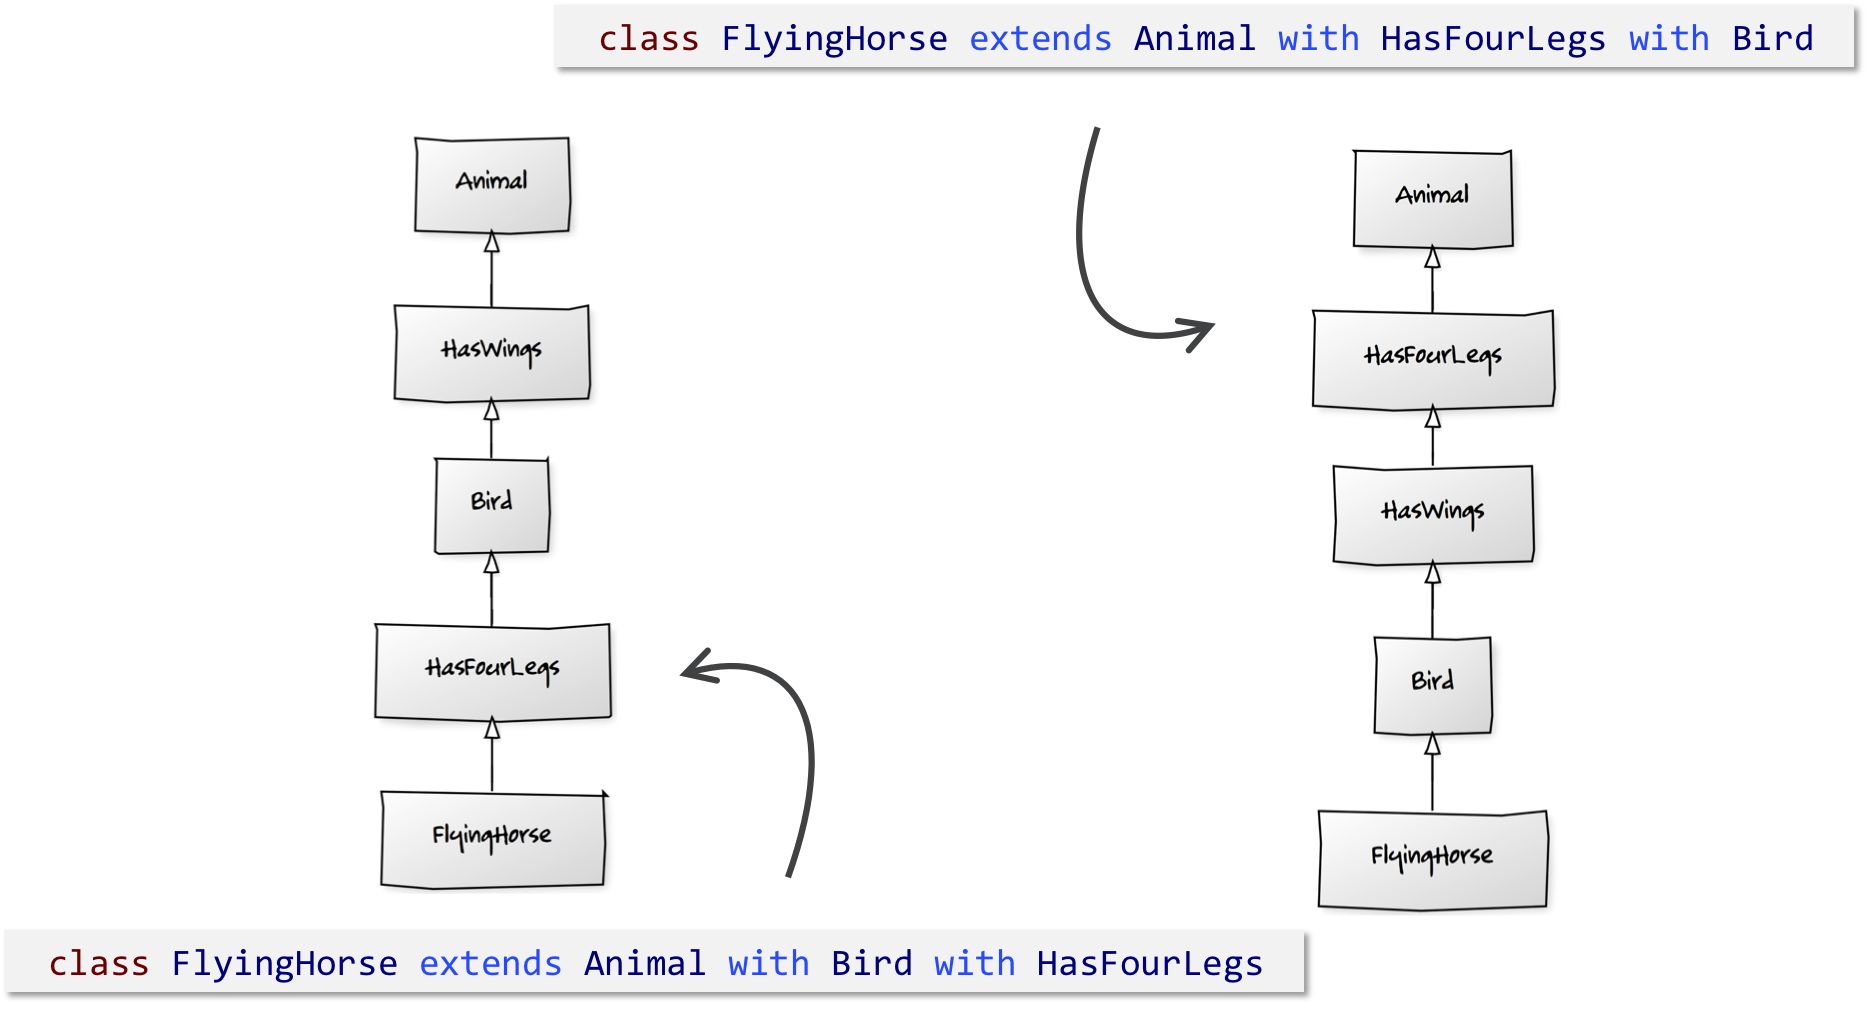 class FlyingHorse extends Animal with HasFourLegs with Bird
Animal
HasWings
Bird
HasFourLegs
FlyingHorse
Animal
HasFourLegs
HasWings
Bird
FlyingHorse
class FlyingHorse extends Animal with Bird with HasFourLegs